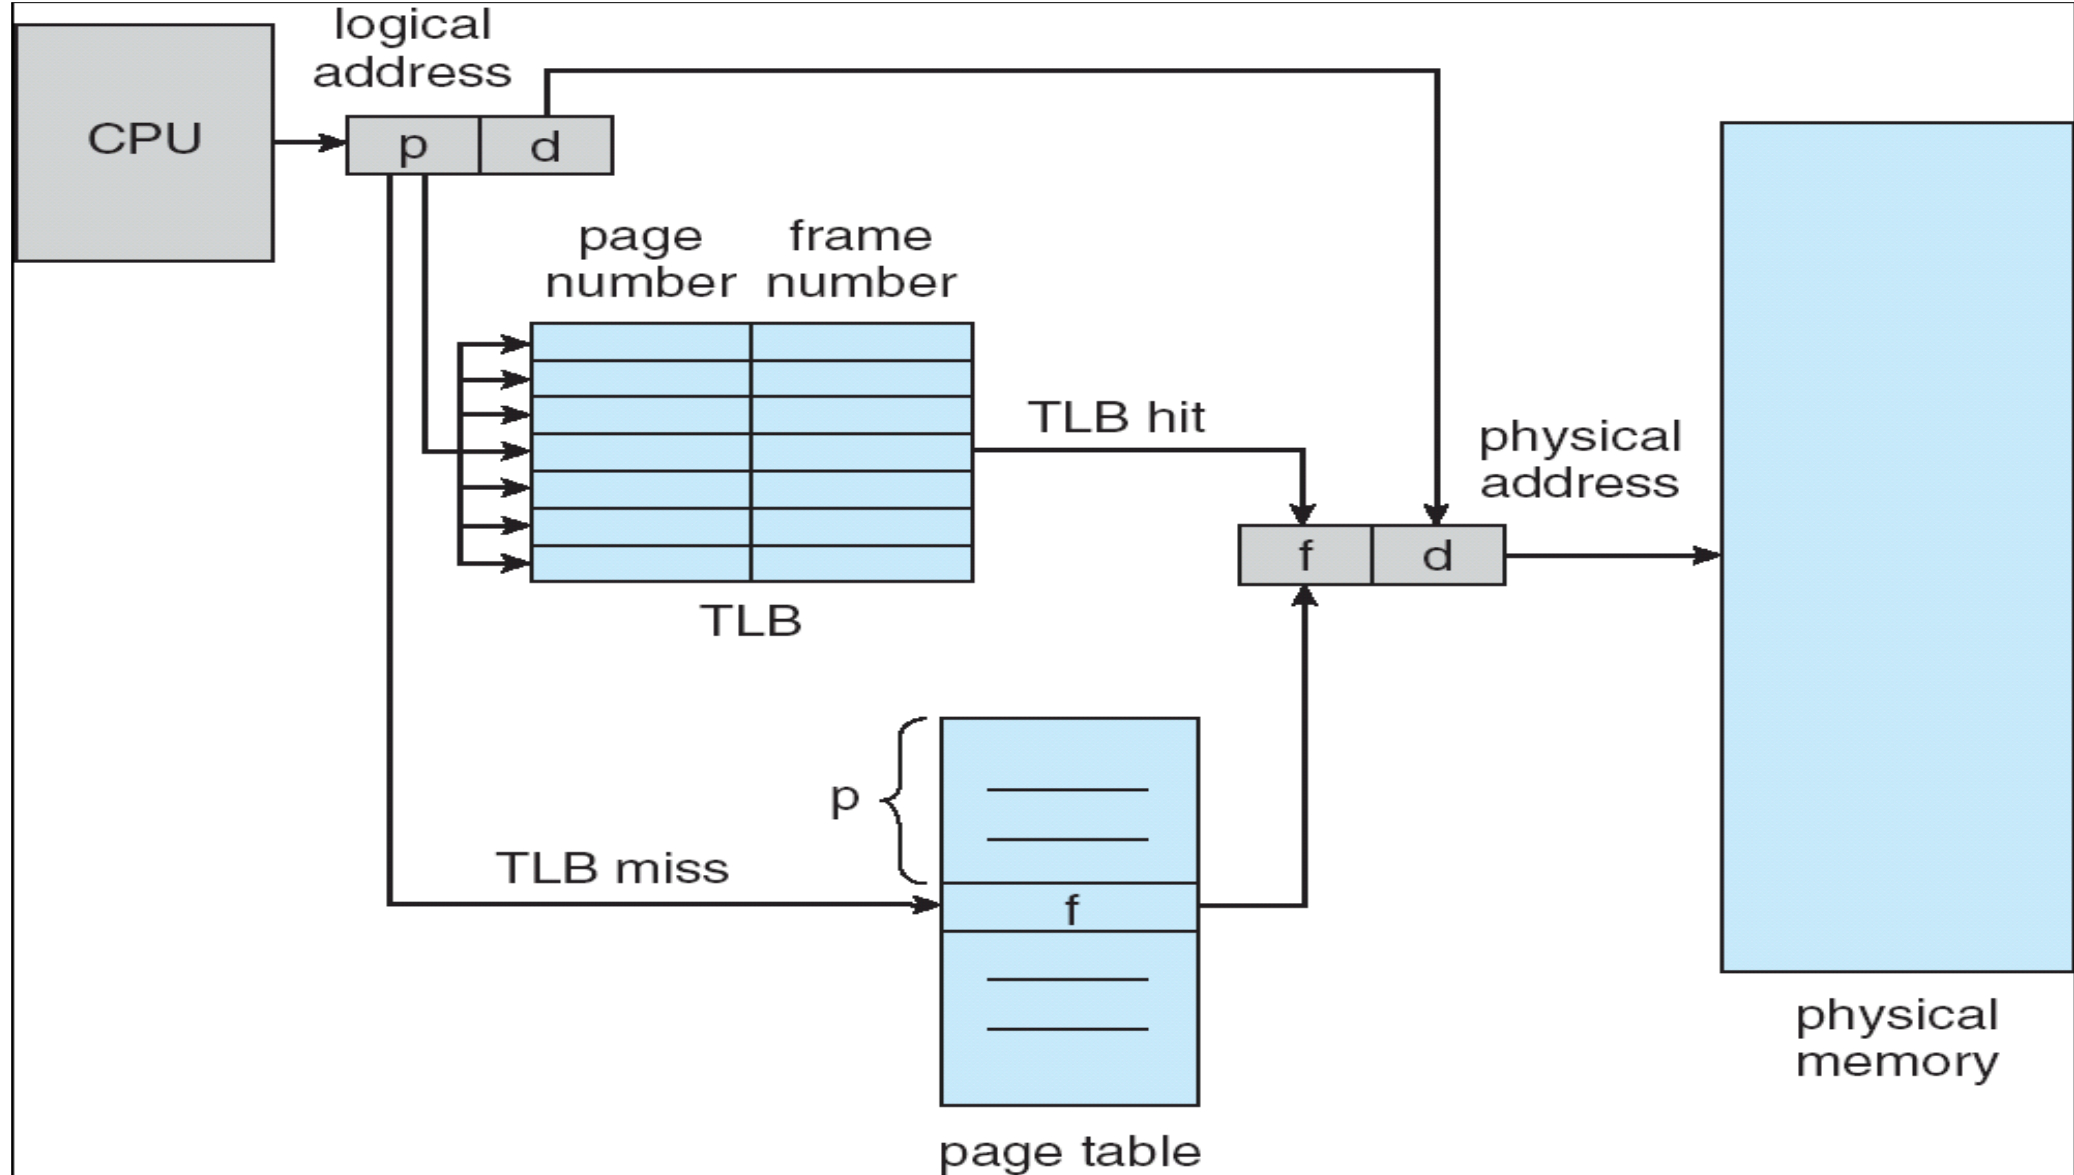 logical
address
CPU
p
d
page
number
frame
number
TLB hit
physical
address
f
d
TLB
p
TLB miss
f
physical
memory
page table